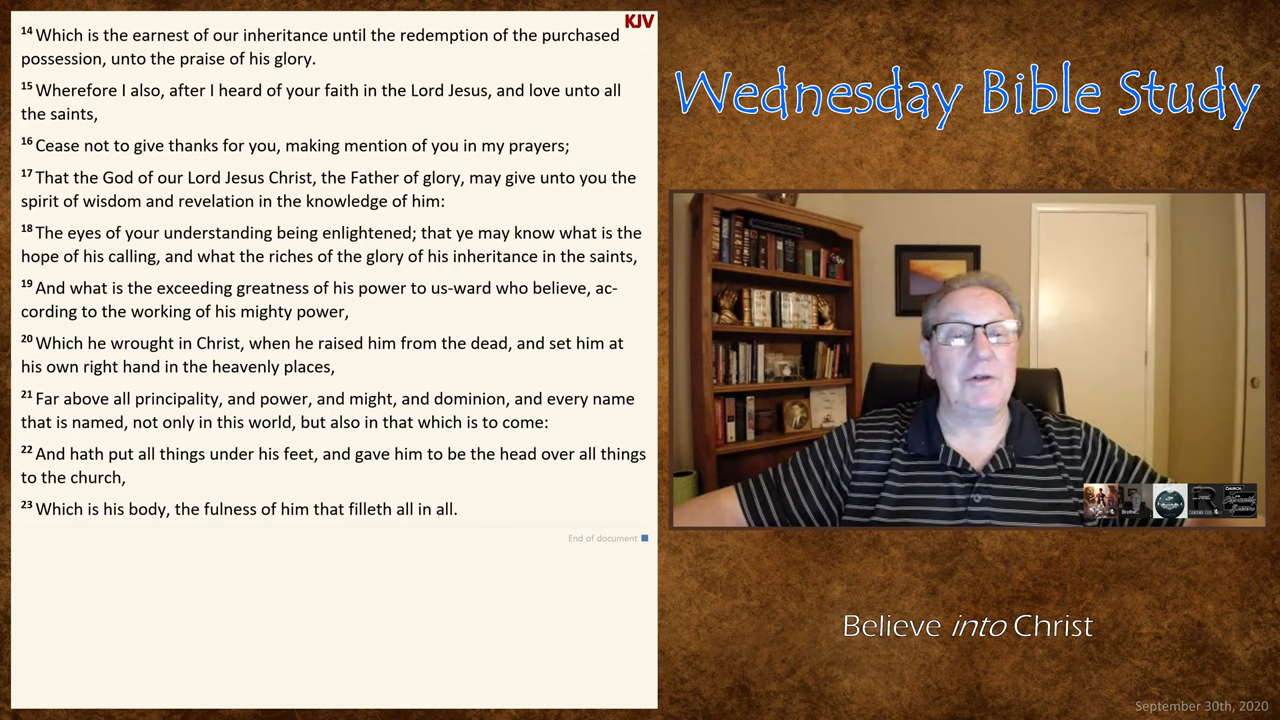 KJV
14 Which is the earnest of our inheritance until the redemption of the purchased
possession, unto the praise of his glory.
15 Wherefore I also, after I heard of your faith in the Lord Jesus, and love unto all
the saints,
16 Cease not to give thanks for you, making mention of you in my prayers;
17 That the God of our Lord Jesus Christ, the Father of glory, may give unto you the
spirit of wisdom and revelation in the knowledge of him:
18 The eyes of your understanding being enlightened; that ye may know what is the
hope of his calling, and what the riches of the glory of his inheritance in the saints,
19 And what is the exceeding greatness of his power to us-ward who believe, ac-
cording to the working of his mighty power,
20 Which he wrought in Christ, when he raised him from the dead, and set him at
his own right hand in the heavenly places,
21 Far above all principality, and power, and might, and dominion, and every name
that is named, not only in this world, but also in that which is to come:
22 And hath put all things under his feet, and gave him to be the head over all things
to the church,
23 Which is his body, the fulness of him that filleth all in all.
End of document
Wednesday Bible Study
Believe into Christ
September 30th, 2020